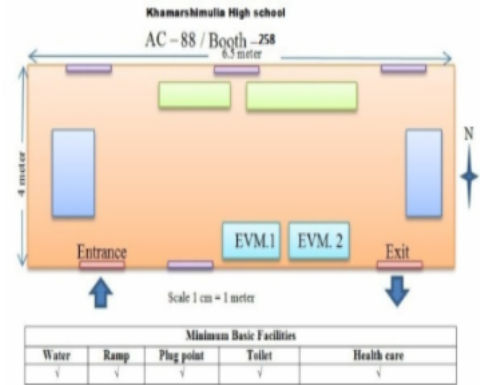 Khamarshimulia High school
AC – 88 / Booth –258
6.5 meter
4 meter
N
EVM.1 EVM. 2
Entrance Exit
Scale 1 cm = 1 meter
Minimum Basic Facilities
Water Ramp Plug point Toilet Health care
√ √ √ √ √